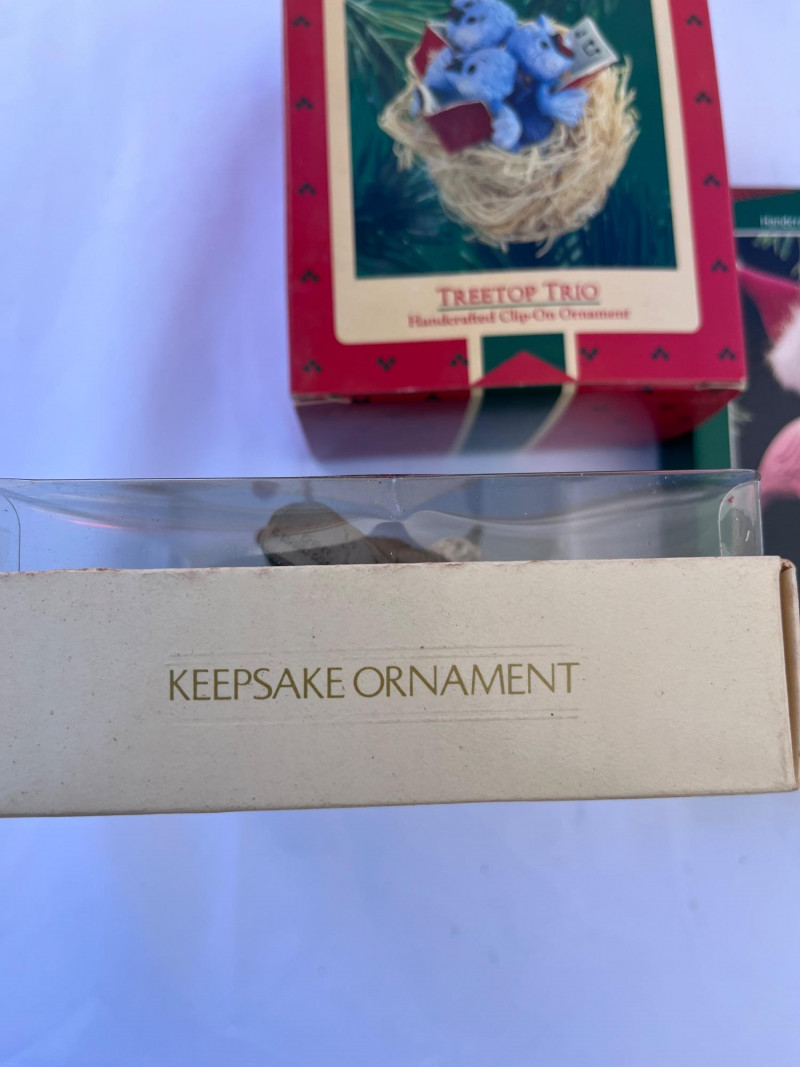 TREETOP TRIO
Handcrafted Clip-On Ornament
KEEPSAKE ORNAMENT